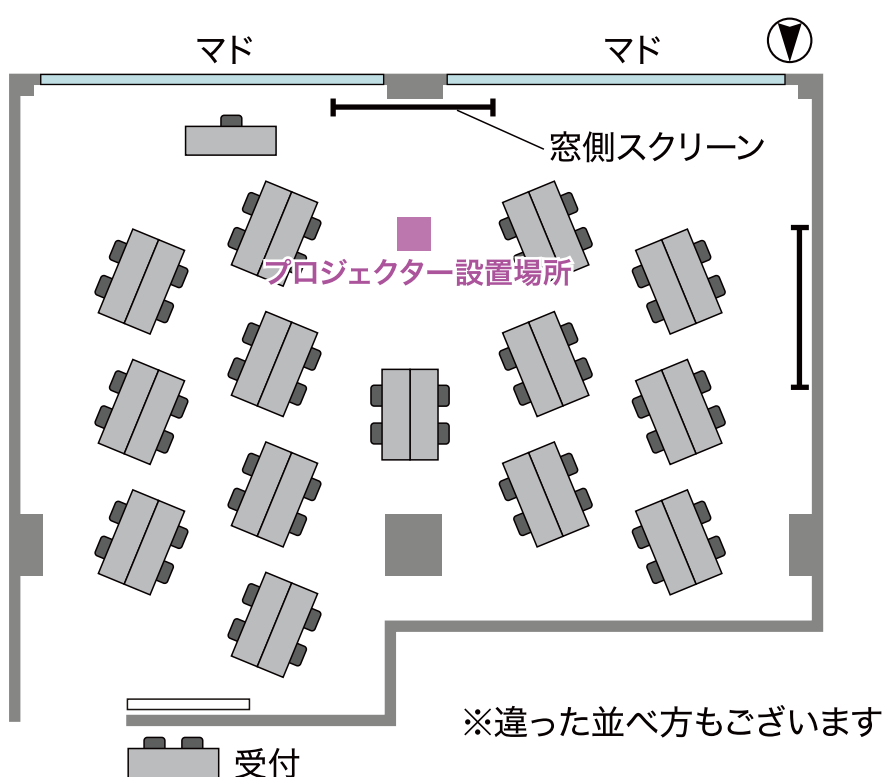 マド
マド
窓側スクリーン
プロジェクター設置場所
※違った並べ方もございます
受付